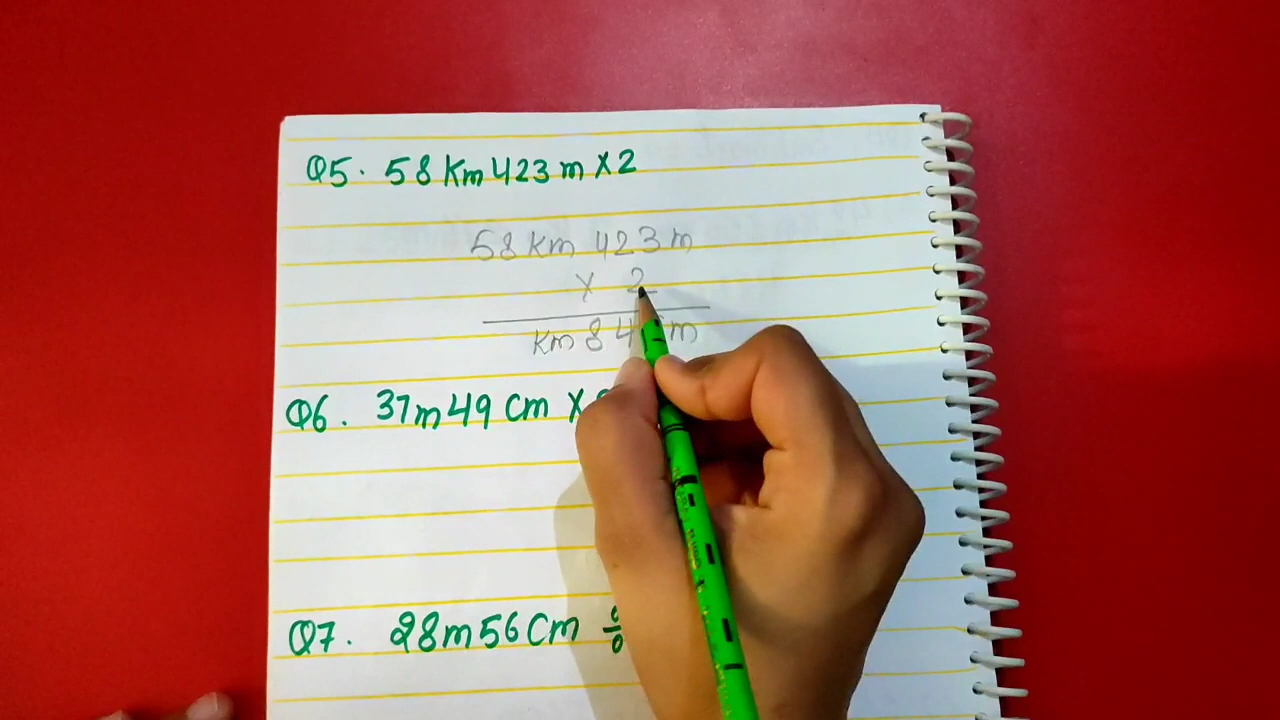 Q5. 58 Km 423 m X 2
58 km 423 m
X 2
km 84 m
Q6. 37m 49 Cm X
Q7. 28m 56 Cm ÷